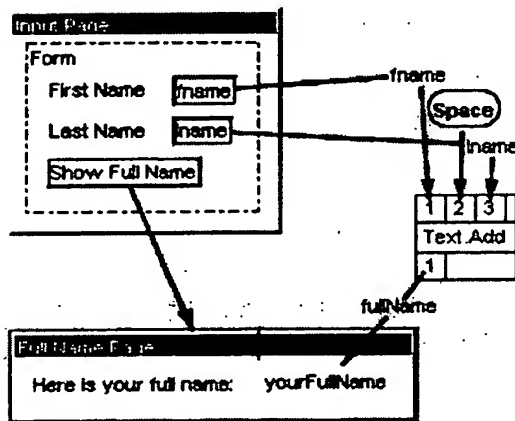 Input Page
Form
First Name fname
fname
Space
Last Name lname
lname
Show Full Name
1 2 3
Text.Add
1
fullName
Full Name Page
Here is your full name: yourFullName